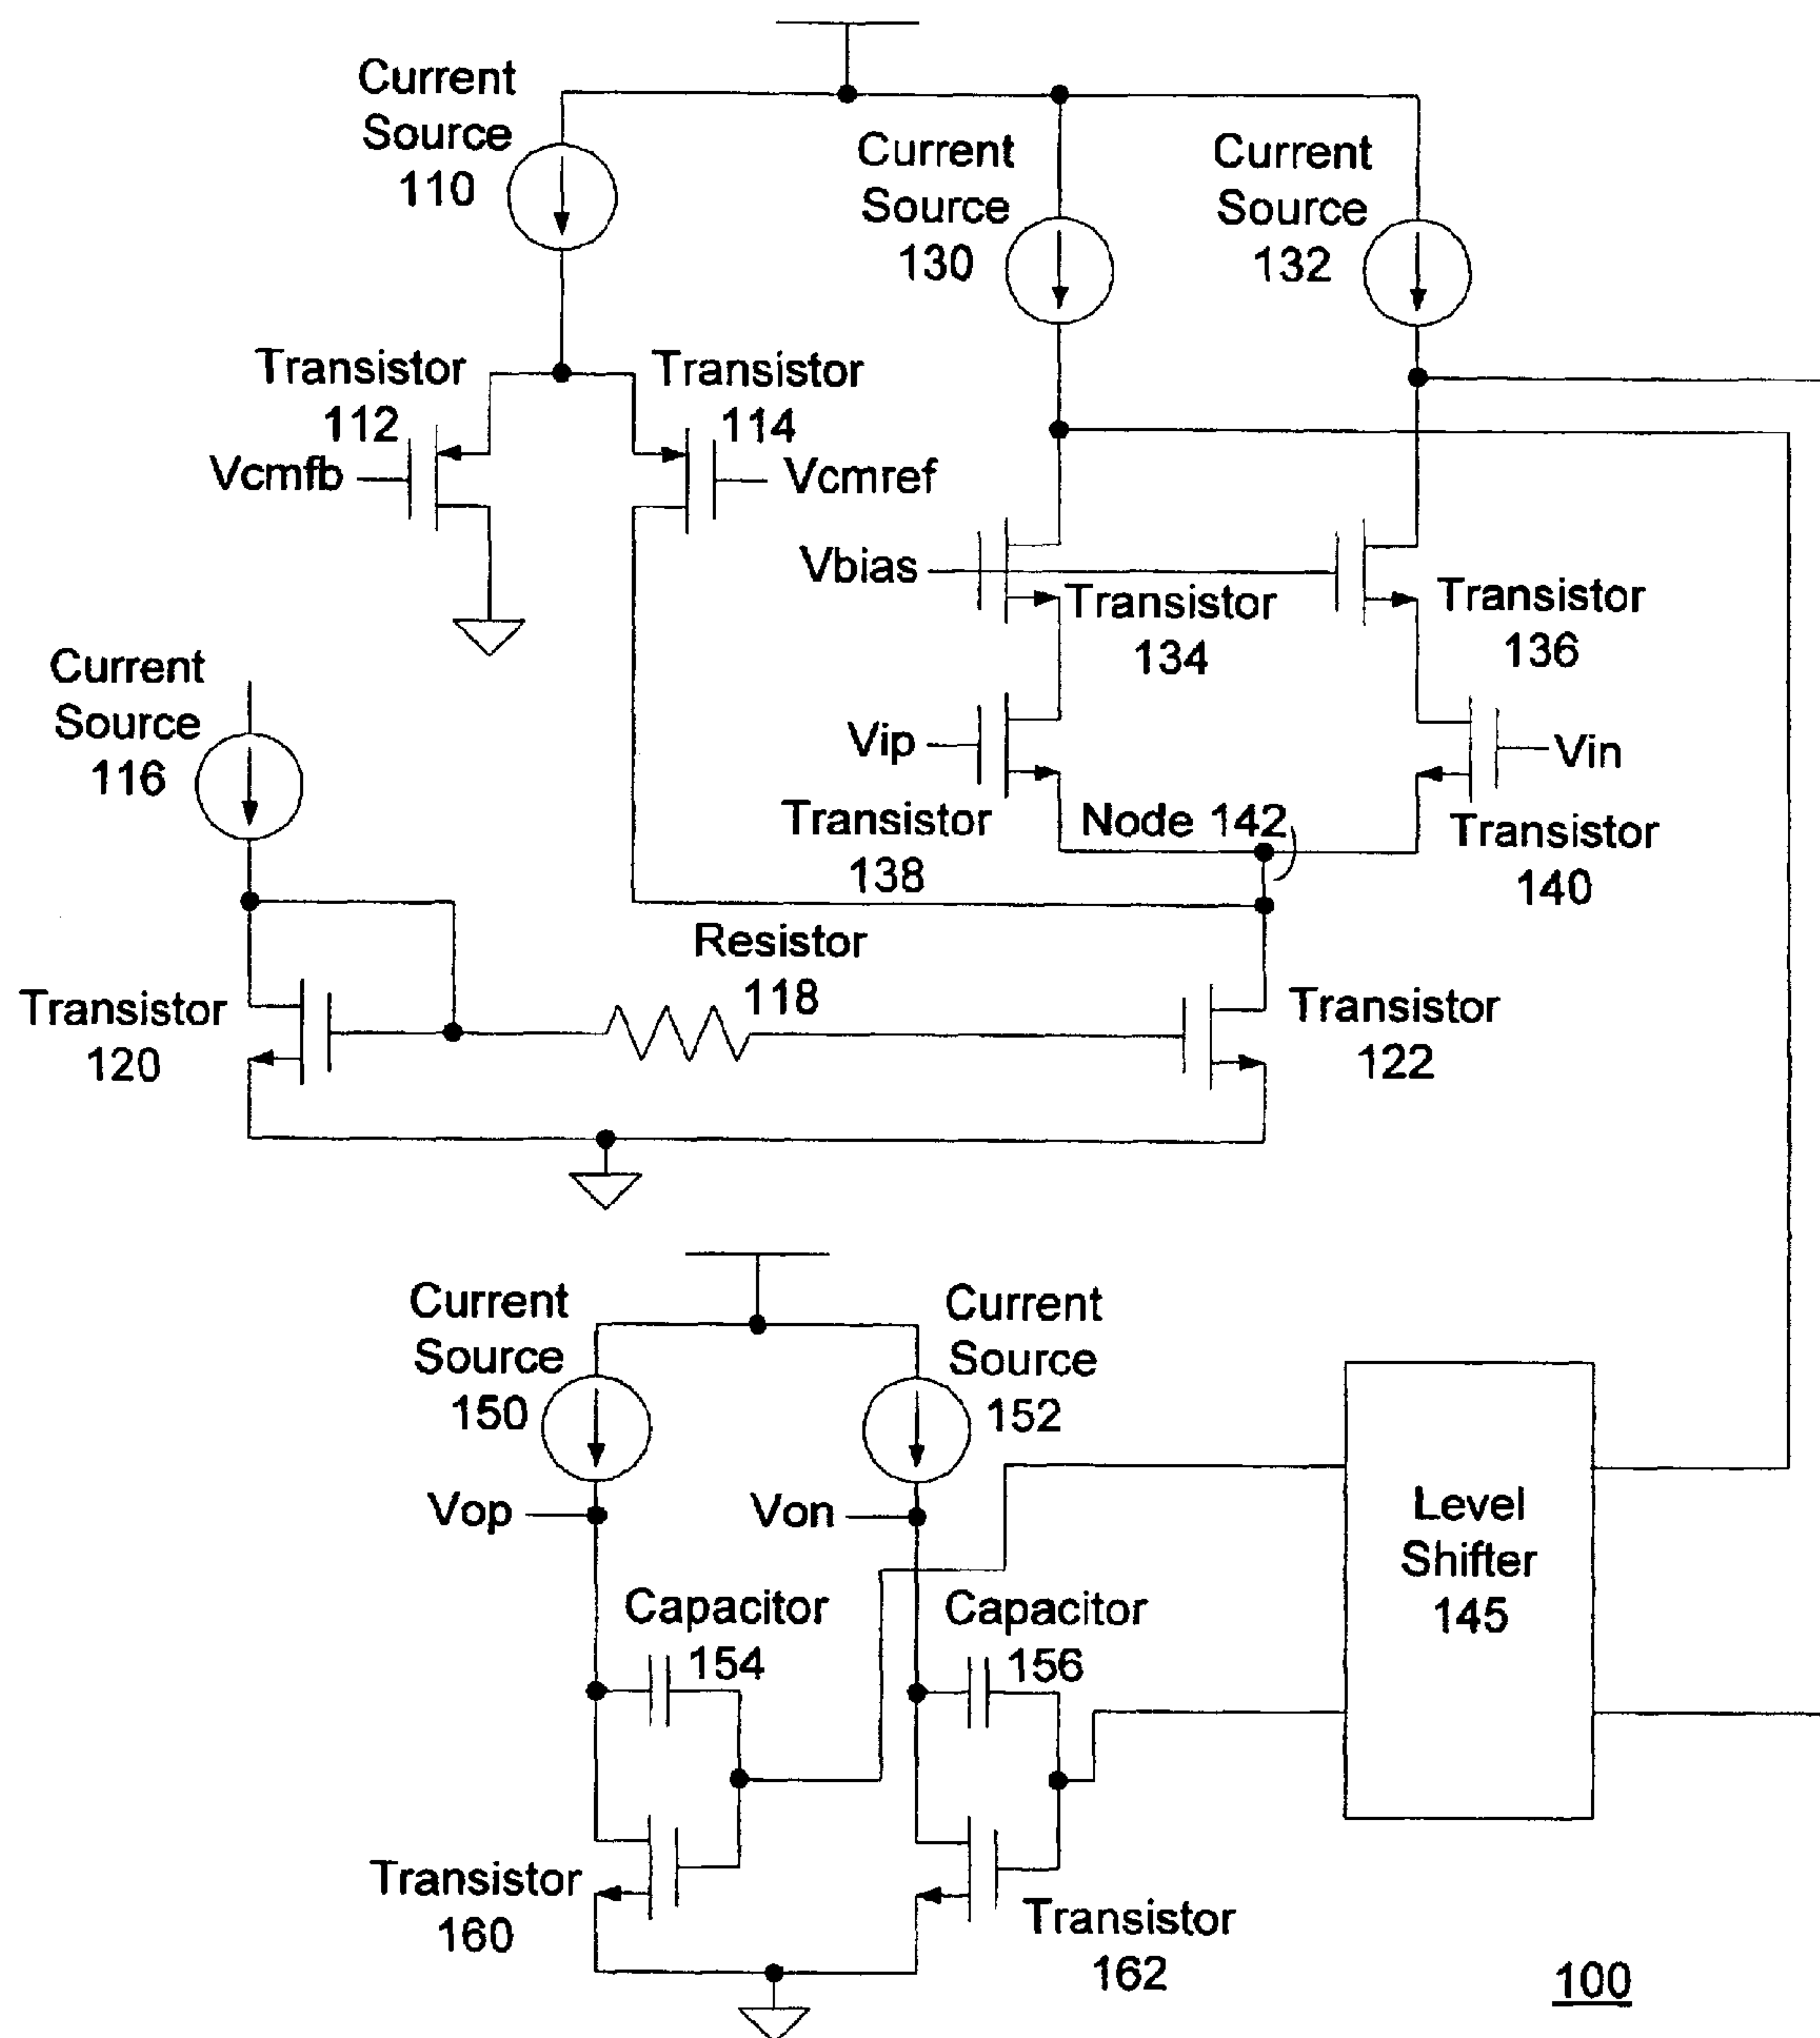 Current
Source
110
Current
Source
130
Current
Source
132
Transistor
112
Transistor
114
Vcmfb
Vcmref
Vbias
Transistor
134
Transistor
136
Current
Source
116
Vip
Vin
Transistor
138
Node 142
Transistor
140
Resistor
118
Transistor
120
Transistor
122
Current
Source
150
Current
Source
152
Vop
Von
Level
Shifter
145
Capacitor
154
Capacitor
156
Transistor
160
Transistor
162
100